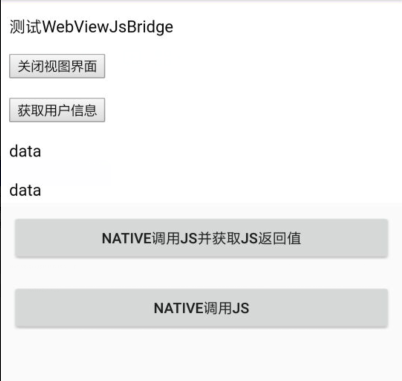 测试WebViewJsBridge
关闭视图界面
获取用户信息
data
data
NATIVE调用JS并获取JS返回值
NATIVE调用JS